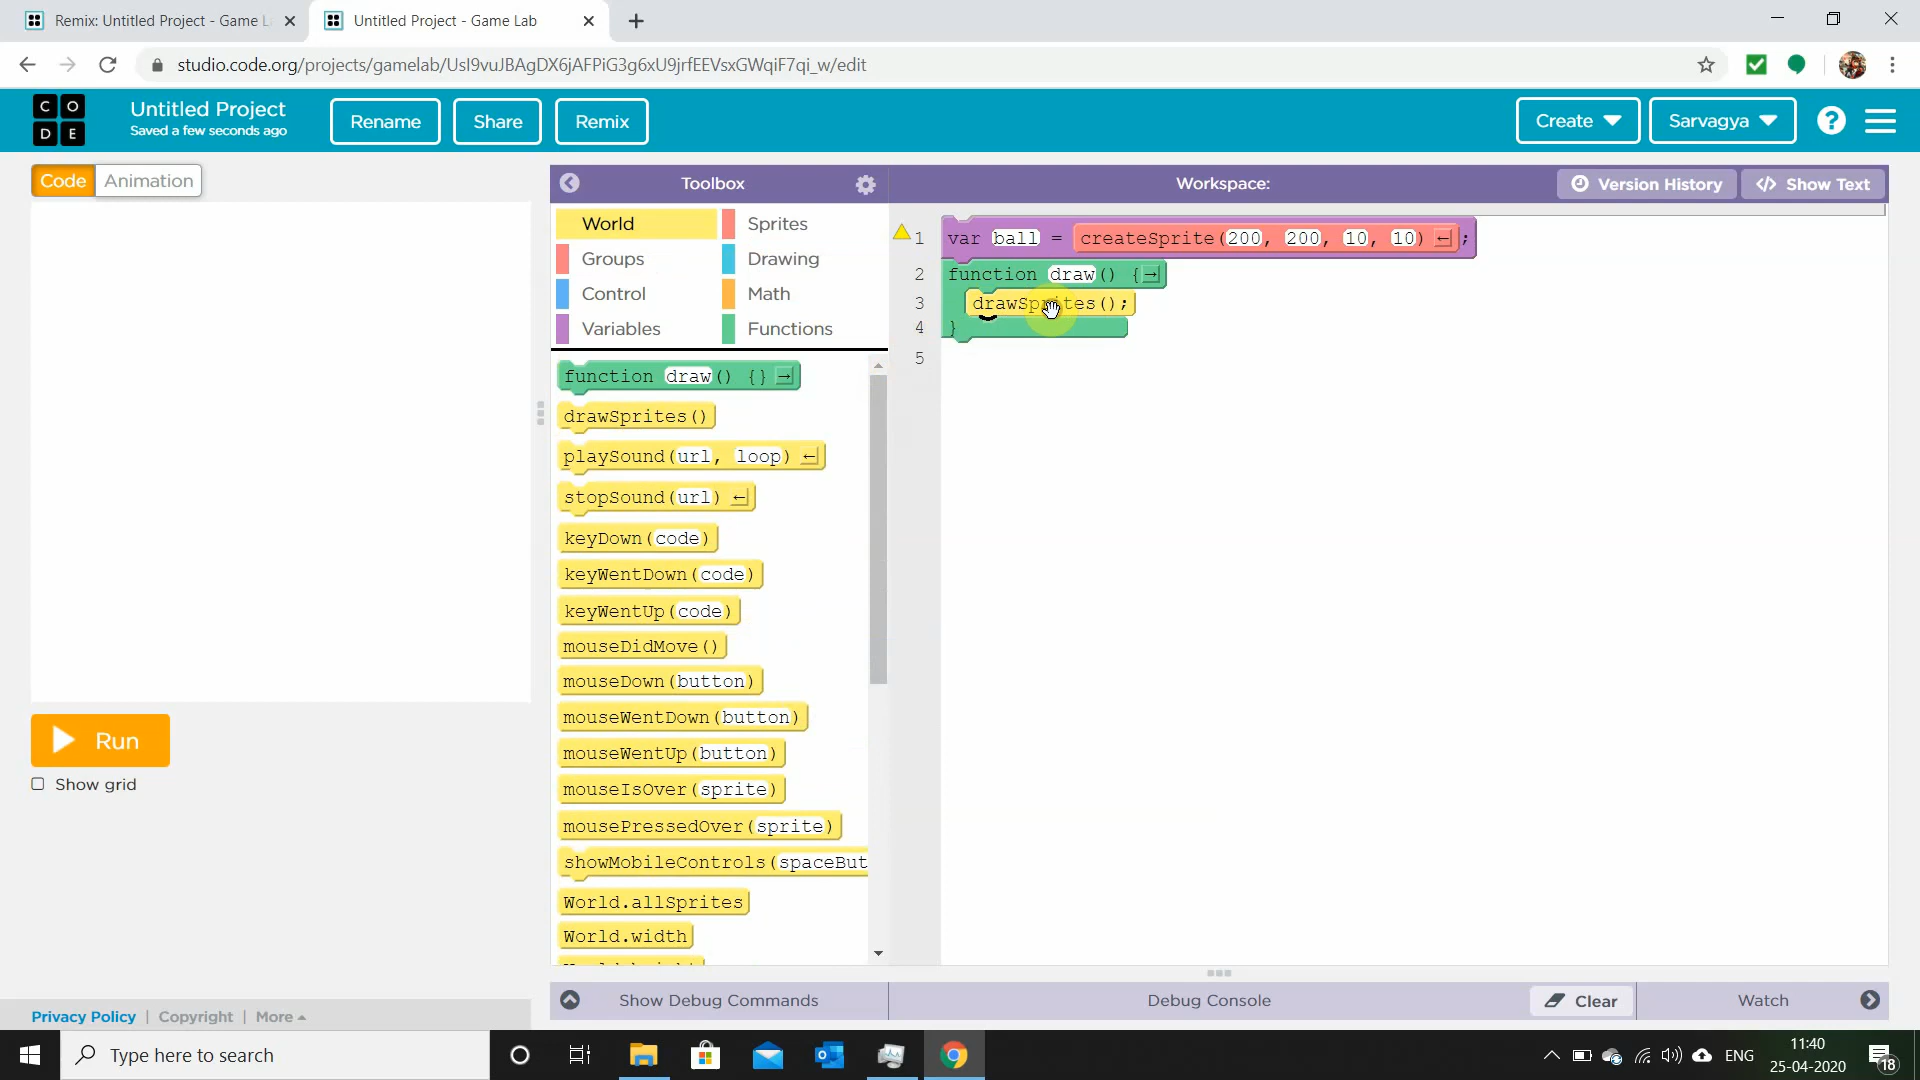 Remix: Untitled Project - Game L
Untitled Project - Game Lab
studio.code.org/projects/gamelab/UsI9vuJBAgDX6jAFPiG3g6xU9jrfEEVsxGWqiF7qi_w/edit
C O
D E
Untitled Project
Saved a few seconds ago
Rename
Share
Remix
Create
Sarvagya
?
Code
Animation
Toolbox
Workspace:
Version History
</> Show Text
World
Sprites
Groups
Drawing
Control
Math
Variables
Functions
function draw() {}
drawSprites()
playSound(url, loop)
stopSound(url)
keyDown(code)
keyWentDown(code)
keyWentUp(code)
mouseDidMove()
mouseDown(button)
mouseWentDown(button)
mouseWentUp(button)
mouseIsOver(sprite)
mousePressedOver(sprite)
showMobileControls(spaceBut
World.allSprites
World.width
1 var ball = createSprite(200, 200, 10, 10);
2 function draw() {
3 drawSprites();
4 }
5
Run
Show grid
Privacy Policy | Copyright | More
Show Debug Commands
Debug Console
Clear
Watch
Type here to search
ENG
11:40
25-04-2020
18